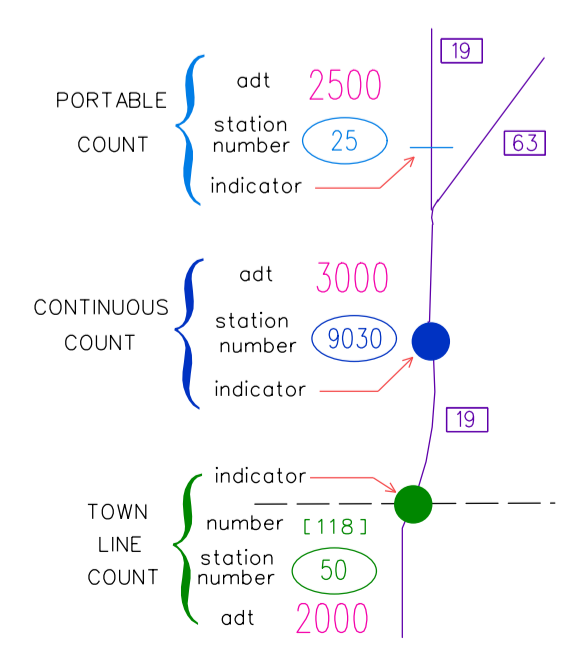 19
adt 2500
PORTABLE
COUNT
station
number 25
63
indicator
adt 3000
CONTINUOUS
COUNT
station
number 9030
indicator
19
indicator
TOWN
LINE
COUNT
number [118]
station
number 50
adt 2000